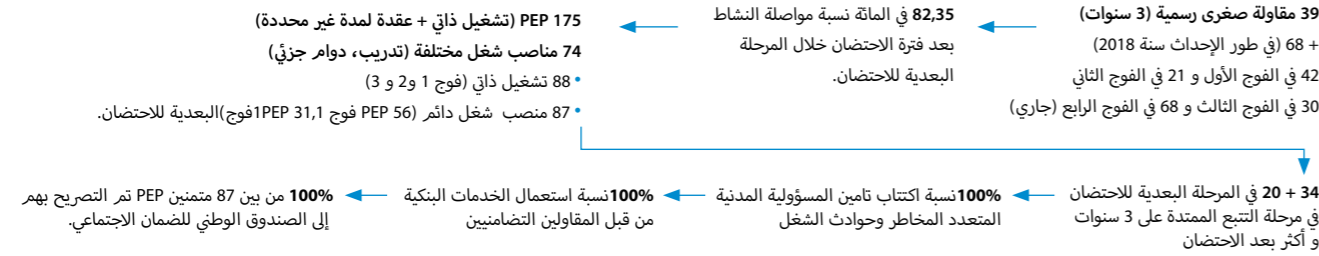 39 مقاولة صغرى رسمية (3 سنوات)
+ 68 (في طور الإحداث سنة 2018)
42 في الفوج الأول و 21 في الفوج الثاني
30 في الفوج الثالث و 68 في الفوج الرابع (جاري)
82,35 في المائة نسبة مواصلة النشاط
بعد فترة الاحتضان خلال المرحلة
البعدية للاحتضان.
175 PEP (تشغيل ذاتي + عقدة لمدة غير محددة)
74 مناصب شغل مختلفة (تدريب، دوام جزئي)
• 88 تشغيل ذاتي (فوج 1 و2 و 3)
• 87 منصب شغل دائم (56 PEP فوج 1,1 PEP 31فوج)البعدية للاحتضان.
34 + 20 في المرحلة البعدية للاحتضان
في مرحلة التتبع الممتدة على 3 سنوات
و أكثر بعد الاحتضان
100%نسبة اكتتاب تامين المسؤولية المدنية
المتعدد المخاطر وحوادث الشغل
100%نسبة استعمال الخدمات البنكية
من قبل المقاولين التضامنيين
100% من بين 87 متمنين PEP تم التصريح بهم
إلى الصندوق الوطني للضمان الاجتماعي.